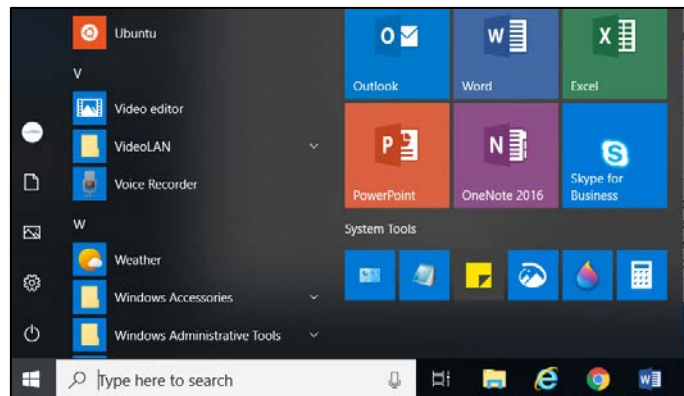 Ubuntu
V
Video editor
VideoLAN
Voice Recorder
W
Weather
Windows Accessories
Windows Administrative Tools
Outlook
Word
Excel
PowerPoint
OneNote 2016
Skype for
Business
System Tools
Type here to search